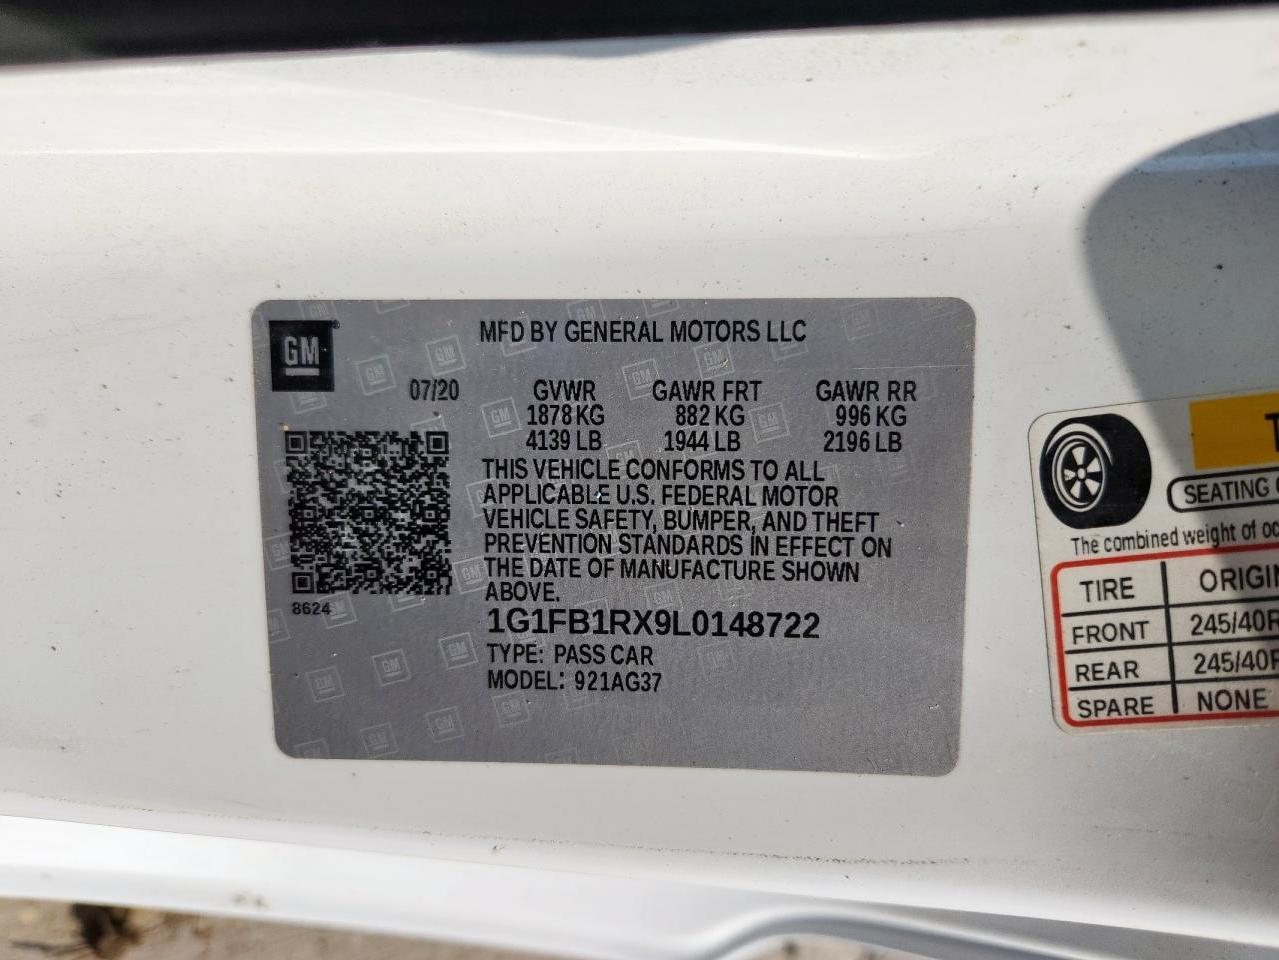 GM
MFD BY GENERAL MOTORS LLC
07/20 GVWR GAWR FRT GAWR RR
1878 KG 882 KG 996 KG
4139 LB 1944 LB 2196 LB
THIS VEHICLE CONFORMS TO ALL
APPLICABLE U.S. FEDERAL MOTOR
VEHICLE SAFETY, BUMPER, AND THEFT
PREVENTION STANDARDS IN EFFECT ON
THE DATE OF MANUFACTURE SHOWN
ABOVE.
8624
1G1FB1RX9L0148722
TYPE: PASS CAR
MODEL: 921AG37
SEATING
The combined weight of
TIRE
FRONT 245/40R
REAR 245/40R
SPARE NONE